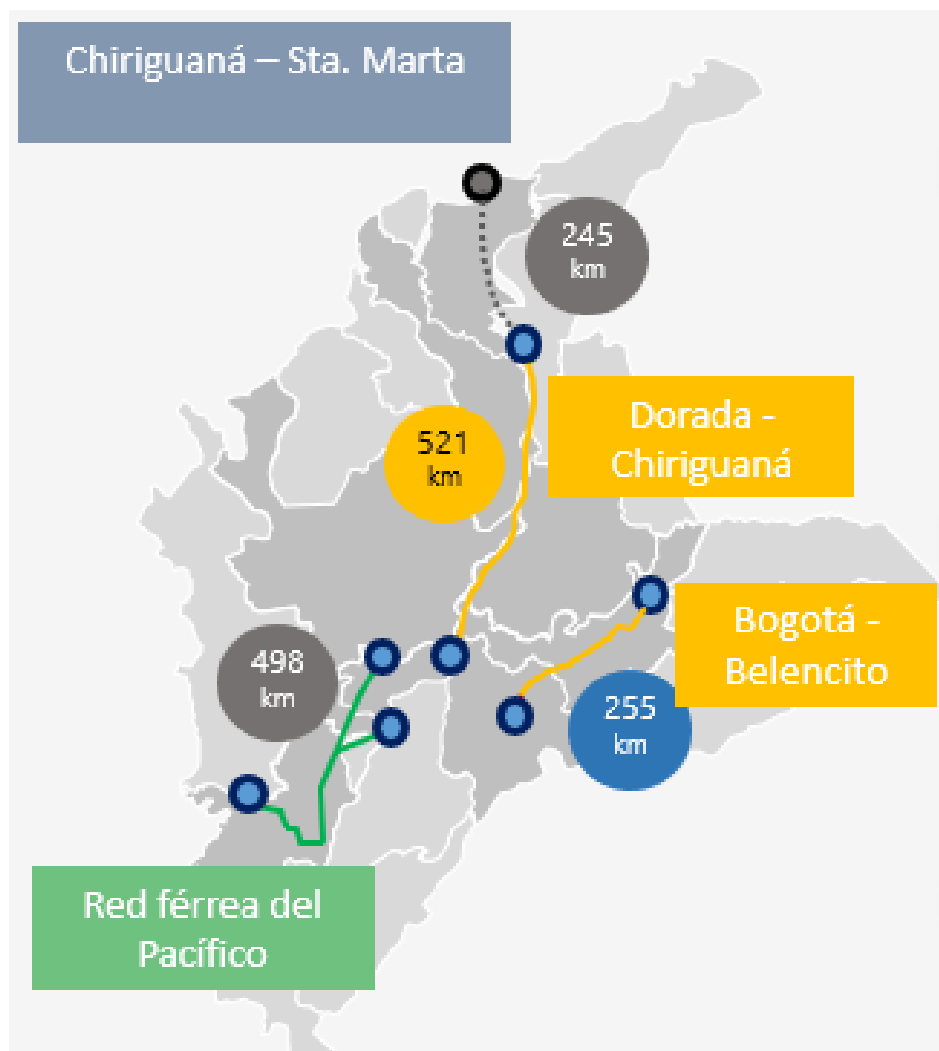 Chiriguaná – Sta. Marta
245
km
Dorada -
Chiriguaná
521
km
Bogotá -
Belencito
498
km
255
km
Red férrea del
Pacífico